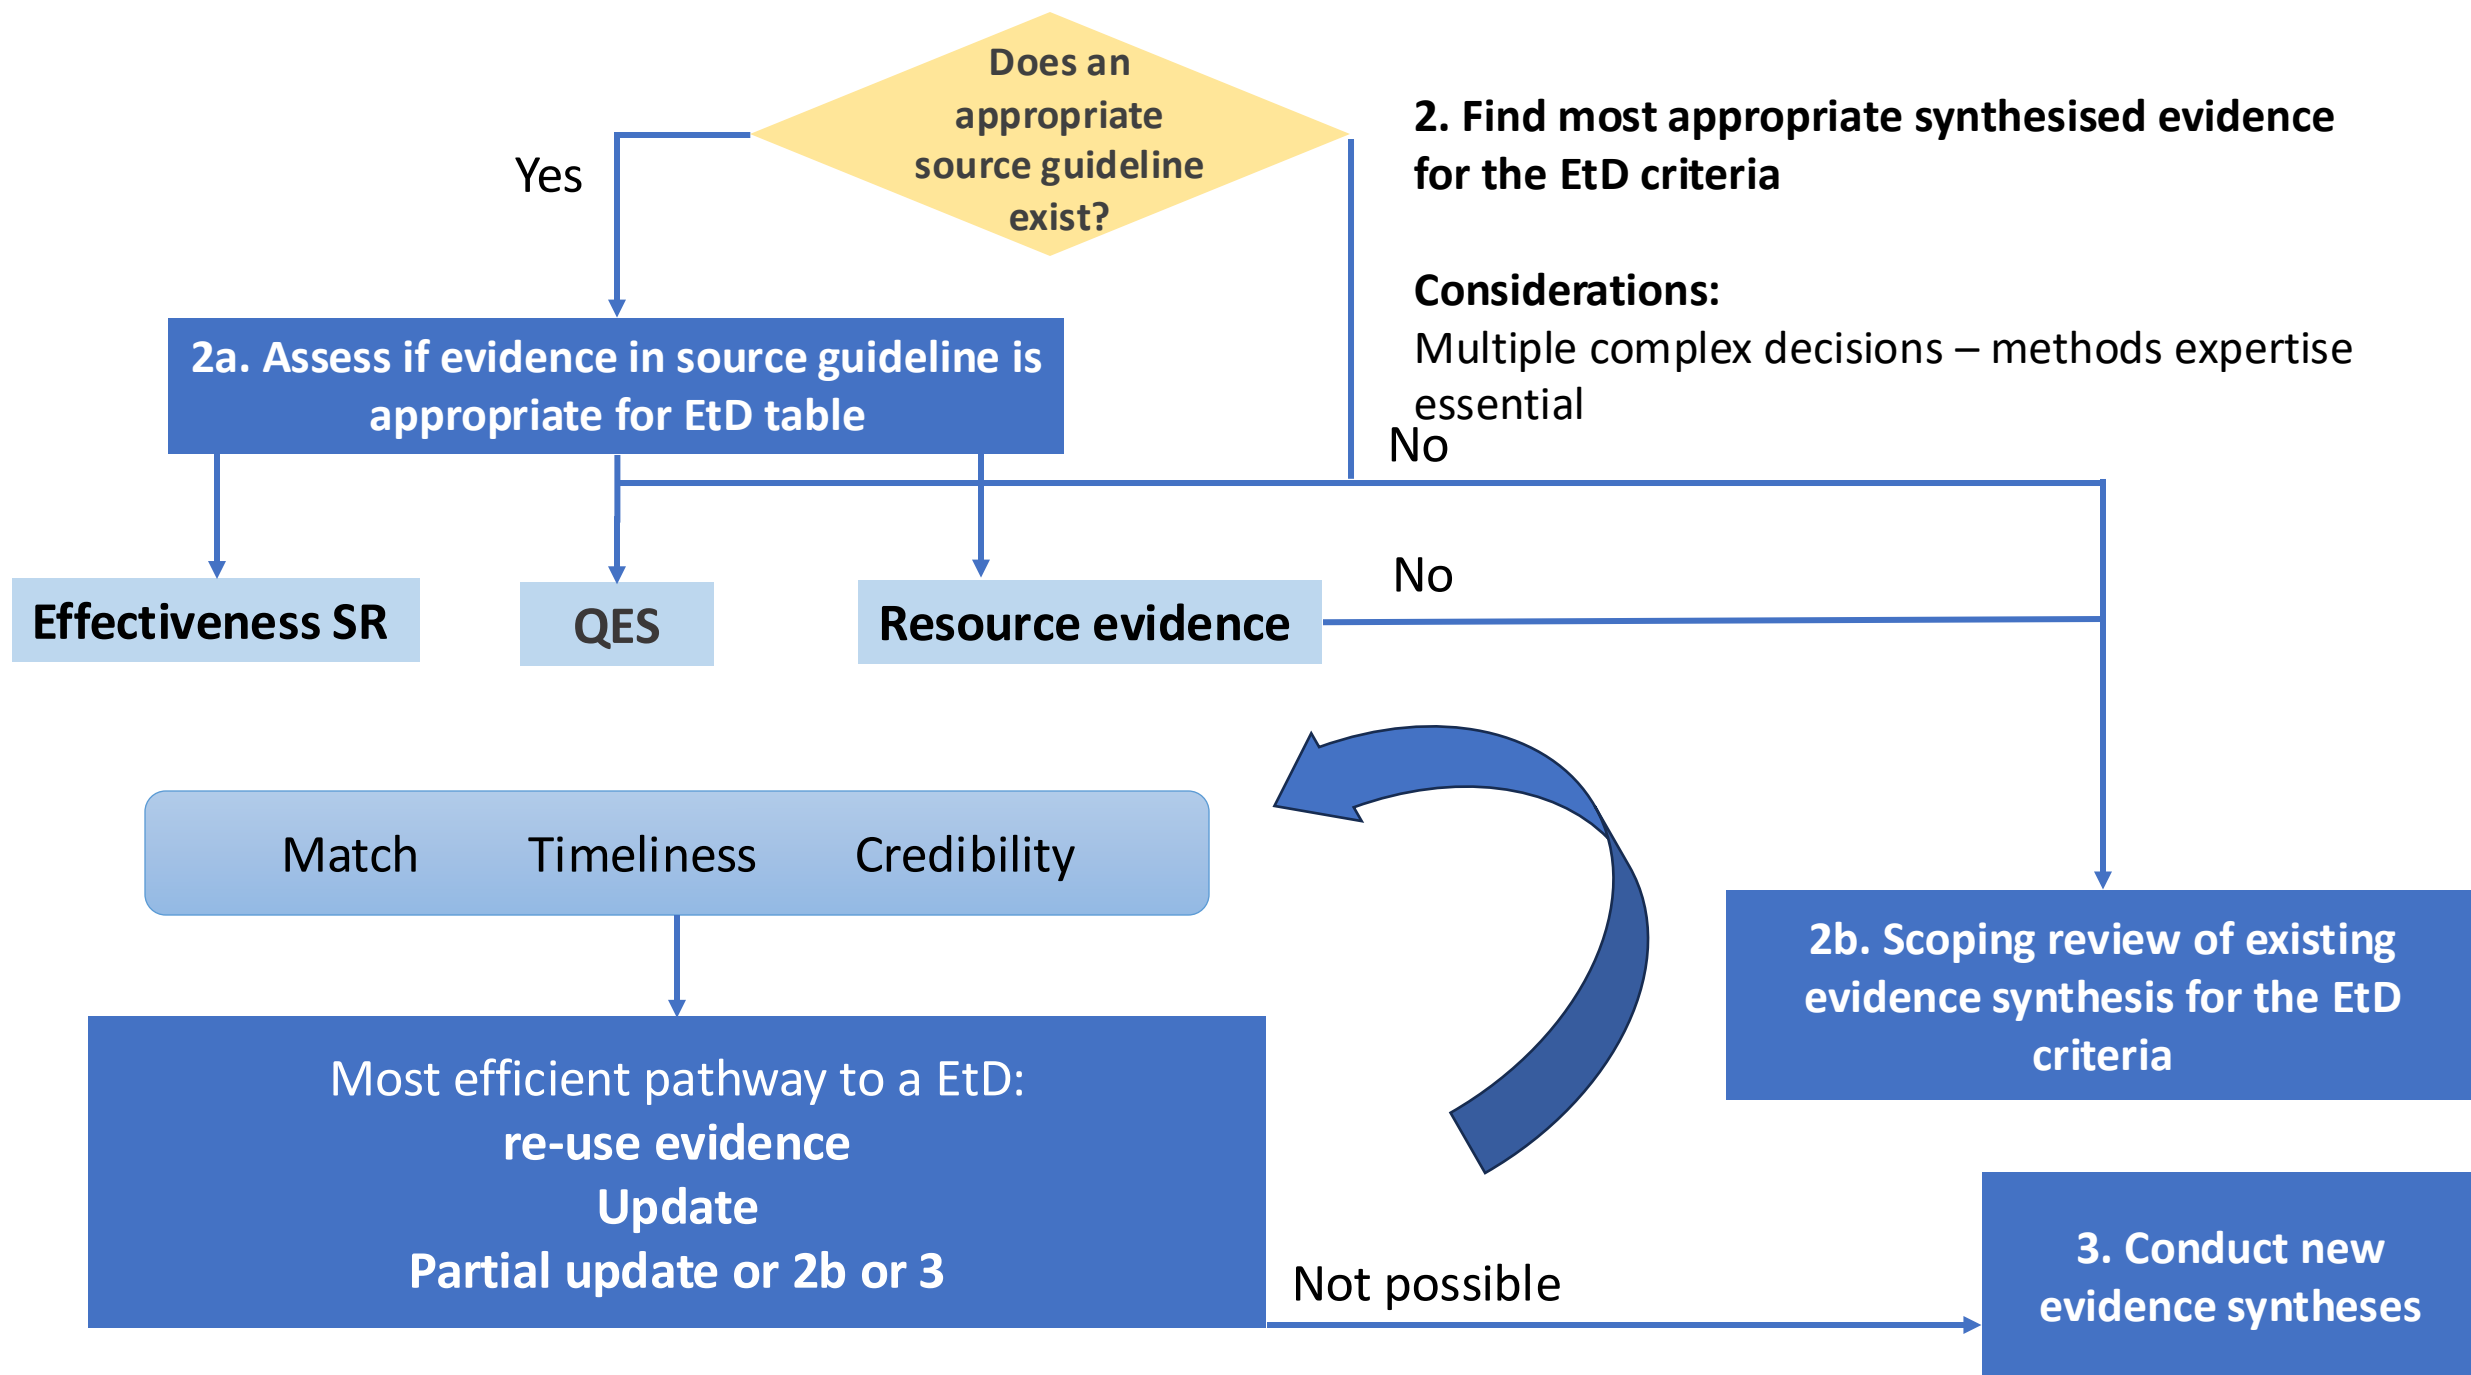 Does an
appropriate
source guideline
exist?
2. Find most appropriate synthesised evidence
for the EtD criteria
Yes
Considerations:
Multiple complex decisions – methods expertise
essential
2a. Assess if evidence in source guideline is
appropriate for EtD table
No
No
Effectiveness SR
QES
Resource evidence
Match
Timeliness
Credibility
2b. Scoping review of existing
evidence synthesis for the EtD
criteria
Most efficient pathway to a EtD:
re-use evidence
Update
Partial update or 2b or 3
Not possible
3. Conduct new
evidence syntheses